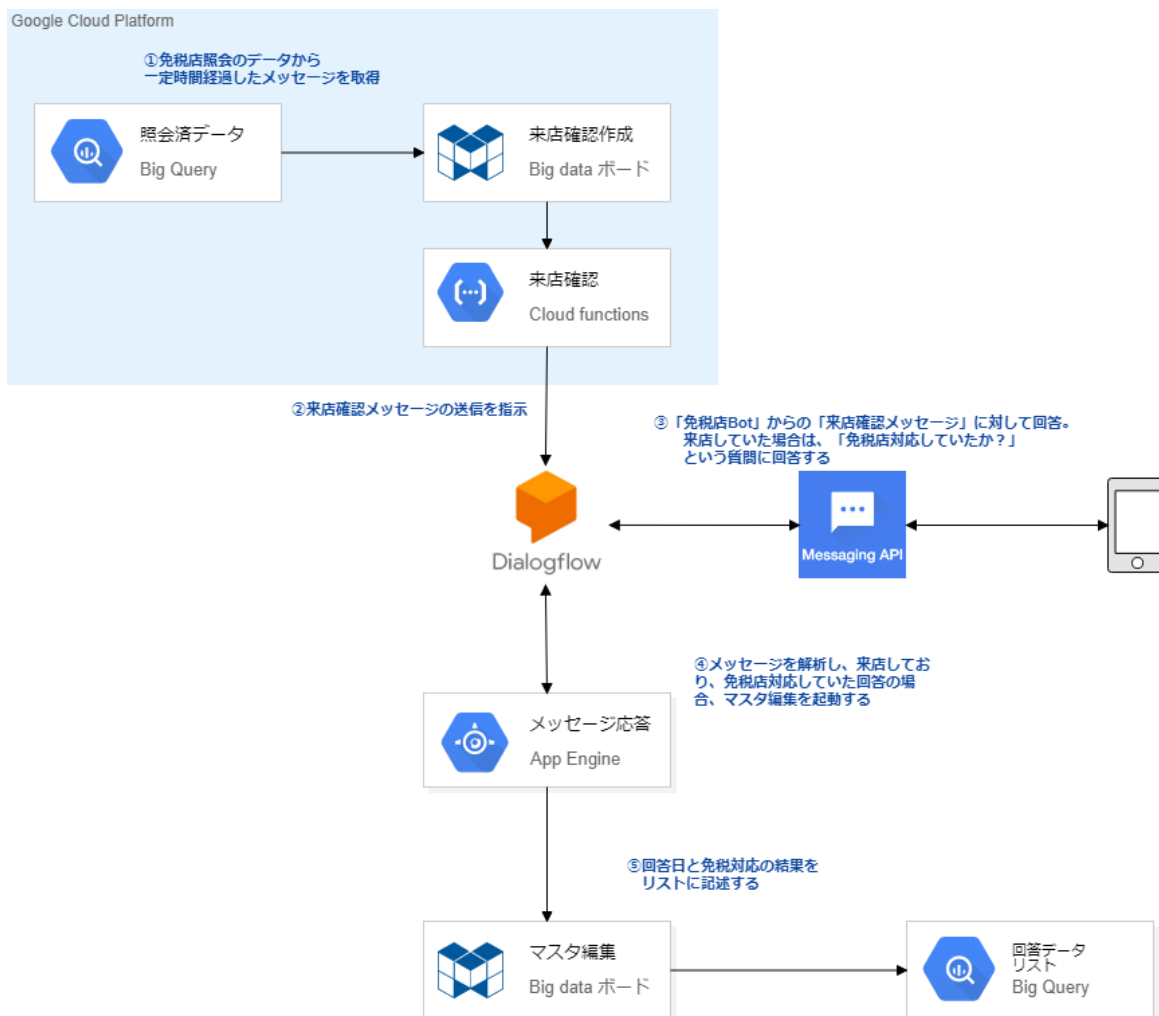 Google Cloud Platform
①免税店照会のデータから
一定時間経過したメッセージを取得
照会済データ
Big Query
来店確認作成
Big data ボード
来店確認
Cloud functions
②来店確認メッセージの送信を指示
③「免税店Bot」からの「来店確認メッセージ」に対して回答。
来店していた場合は、「免税店対応していたか？」
という質問に回答する
Dialogflow
Messaging API
④メッセージを解析し、来店してお
り、免税店対応していた回答の場
合、マスタ編集を起動する
メッセージ応答
App Engine
⑤回答日と免税対応の結果を
リストに記述する
マスタ編集
Big data ボード
回答データ
リスト
Big Query